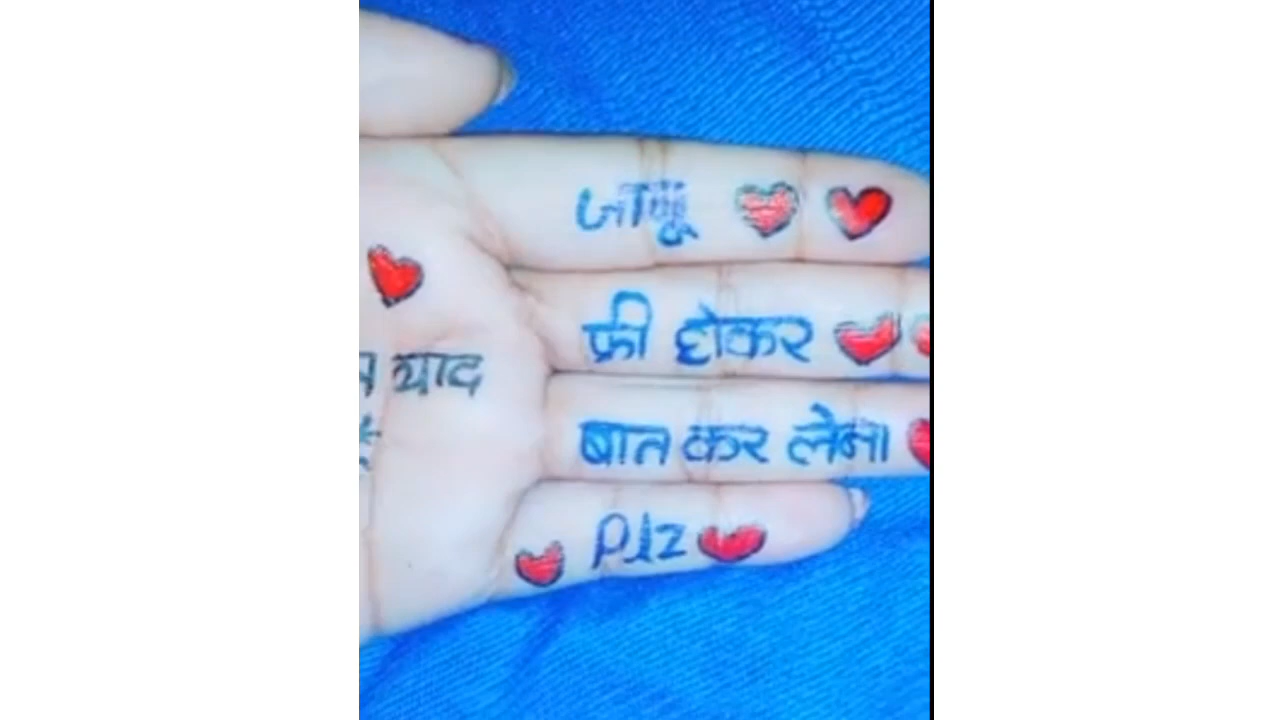 जानू
फ्री होकर
याद
बात कर लेना
Plz